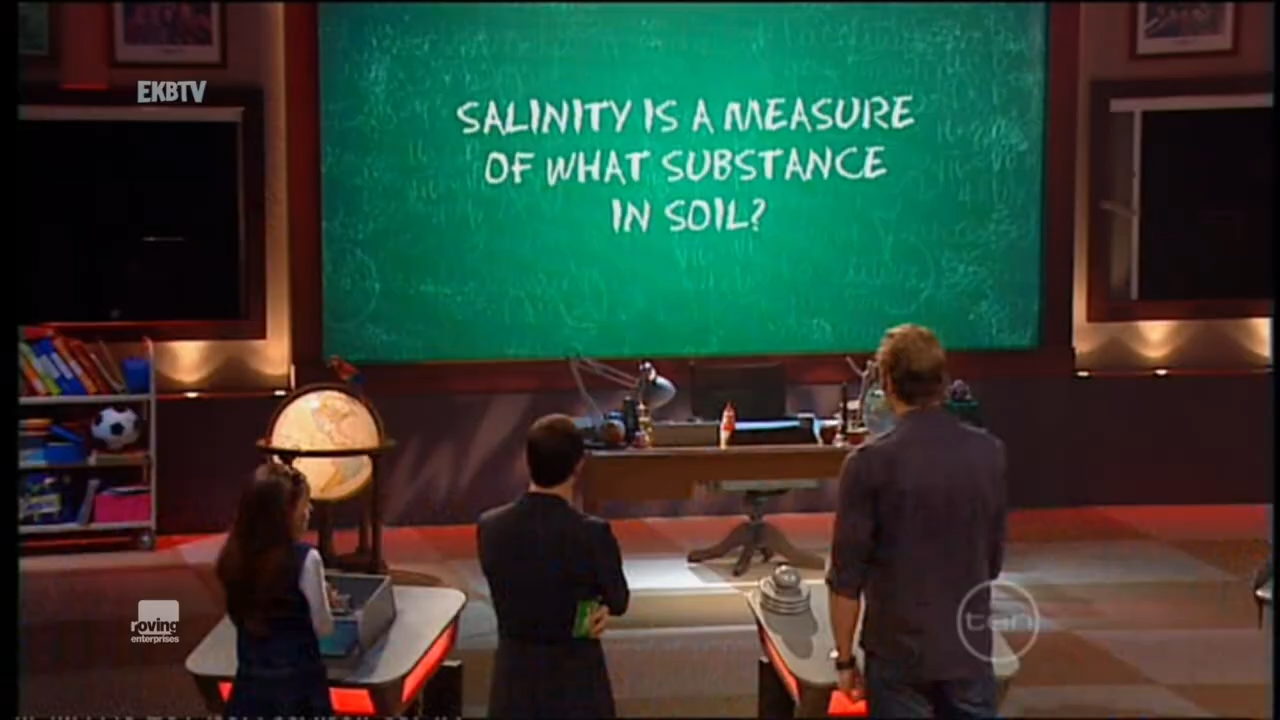 EKBTV
SALINITY IS A MEASURE
OF WHAT SUBSTANCE
IN SOIL?
roving
enterprises
ten